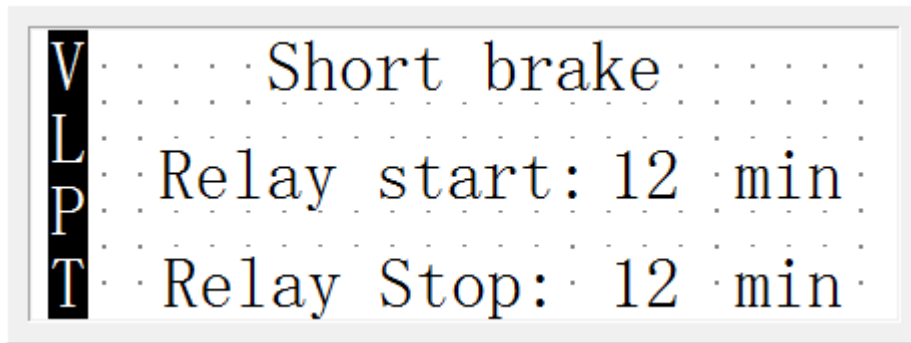 V Short brake
L
Relay start: 12 min
P
T Relay Stop: 12 min